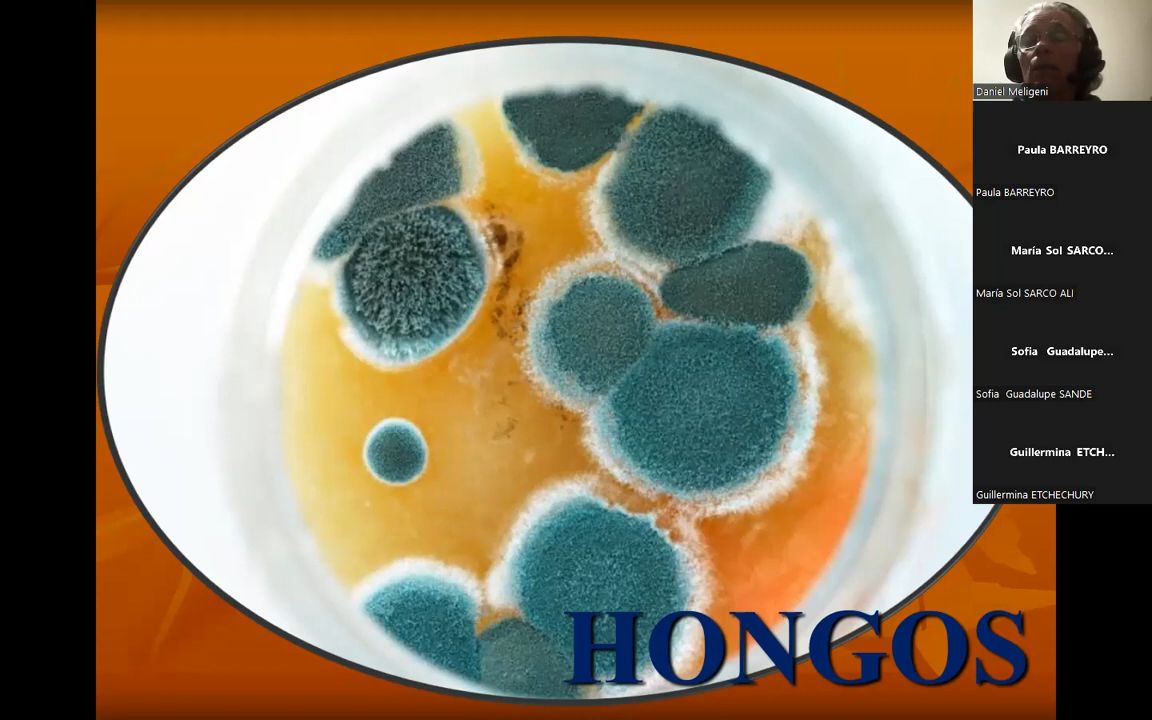 HONGOS
Daniel Meligeni
Paula BARREYRO
Paula BARREYRO
María Sol SARCO...
María Sol SARCO ALI
Sofia Guadalupe...
Sofia Guadalupe SANDE
Guillermina ETCH...
Guillermina ETCHECHURY